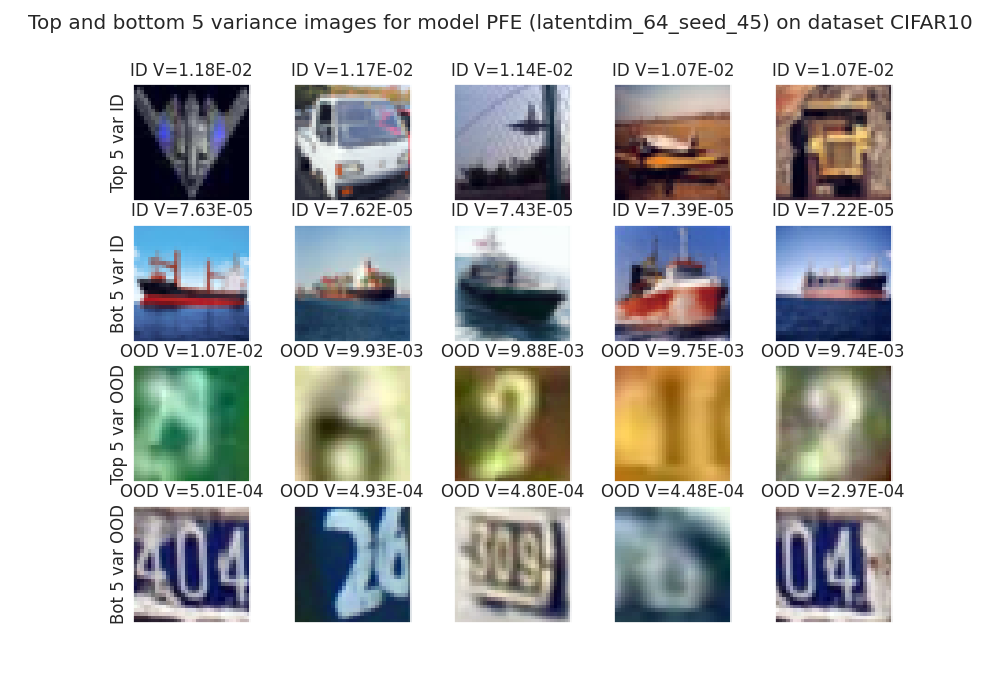 Top and bottom 5 variance images for model PFE (latentdim_64_seed_45) on dataset CIFAR10
ID V=1.18E-02 ID V=1.17E-02 ID V=1.14E-02 ID V=1.07E-02 ID V=1.07E-02
Top 5 var ID
ID V=7.63E-05 ID V=7.62E-05 ID V=7.43E-05 ID V=7.39E-05 ID V=7.22E-05
Bot 5 var ID
OOD V=1.07E-02 OOD V=9.93E-03 OOD V=9.88E-03 OOD V=9.75E-03 OOD V=9.74E-03
Top 5 var OOD
2 2
OOD V=5.01E-04 OOD V=4.93E-04 OOD V=4.80E-04 OOD V=4.48E-04 OOD V=2.97E-04
Bot 5 var OOD
404 26 309 6 04